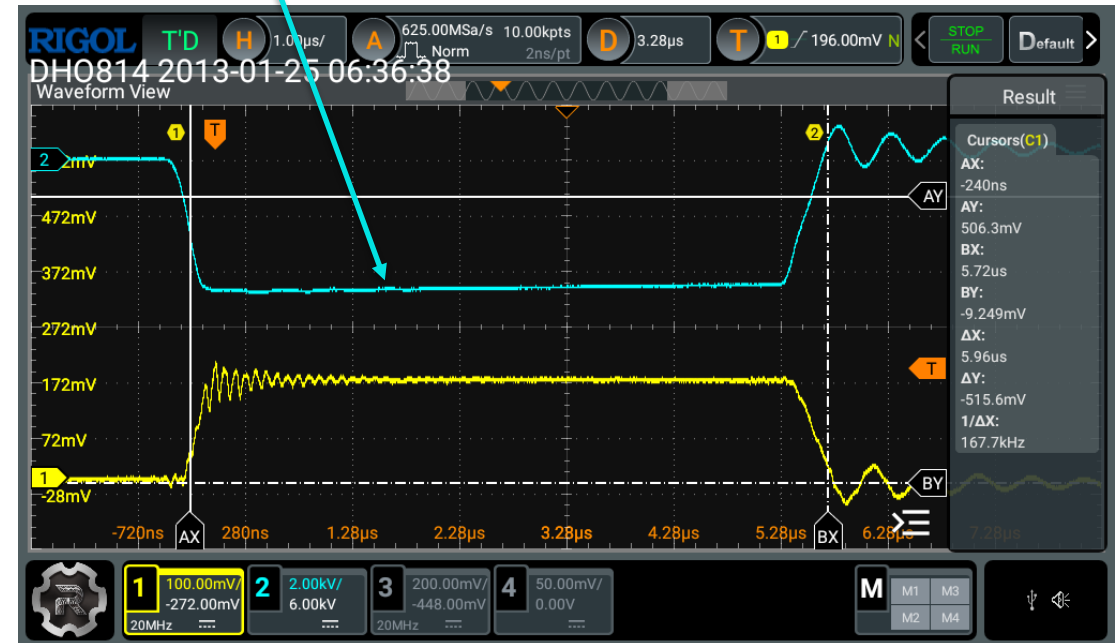 RIGOL T'D H 1.00μs/ A 625.00MSa/s 10.00kpts D 3.28μs T 1 196.00mV N STOP Default
Norm 2ns/pt RUN
DHO814 2013-01-25 06:36:38
Waveform View
Result
1 T 2
Cursors(C1)
2
AX:
-240ns
AY
AY:
472mV
506.3mV
BX:
372mV
5.72us
BY:
-9.249mV
272mV
ΔX:
5.96us
T
ΔY:
172mV
-515.6mV
1/ΔX:
72mV
167.7kHz
1
BY
-28mV
-720ns AX 280ns 1.28μs 2.28μs 3.28μs 4.28μs 5.28μs BX 6.28μs 7.28μs
1 100.00mV/ 2 2.00kV/ 3 200.00mV/ 4 50.00mV/ M M1 M3
-272.00mV 6.00kV -448.00mV 0.00V M2 M4
20MHz 20MHz